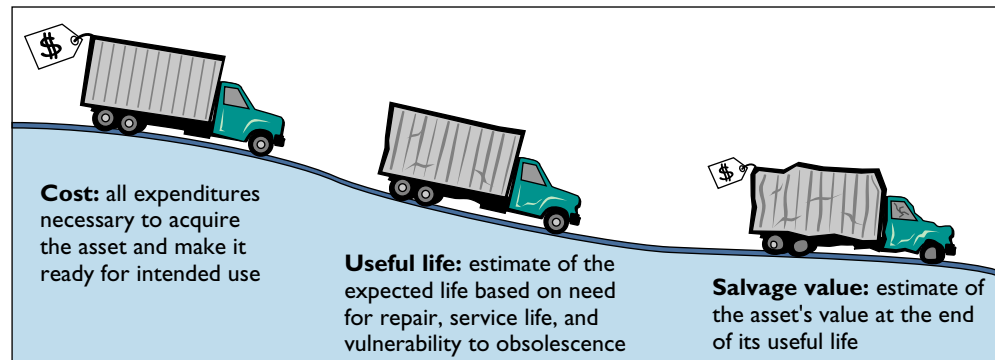 $
Cost: all expenditures
necessary to acquire
the asset and make it
ready for intended use
Useful life: estimate of the
expected life based on need
for repair, service life, and
vulnerability to obsolescence
$
Salvage value: estimate of
the asset's value at the end
of its useful life